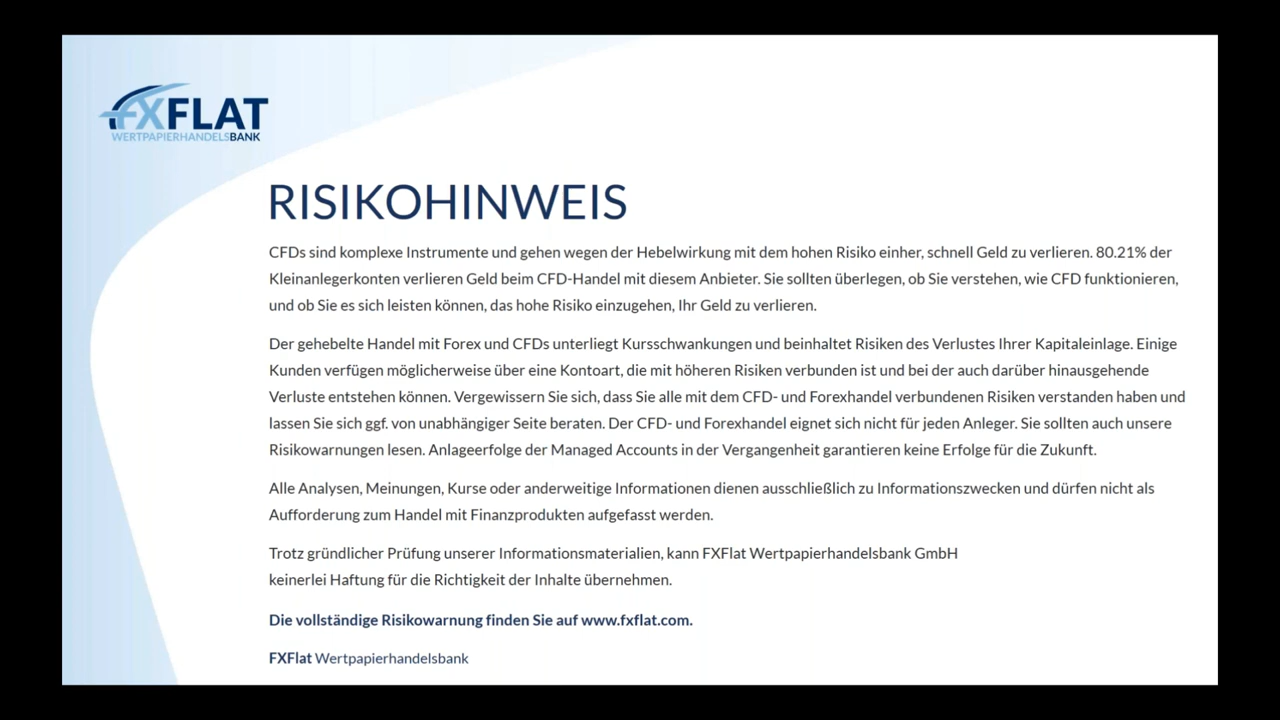 FXFLAT
WERTPAPIERHANDELSBANK
RISIKOHINWEIS
CFDs sind komplexe Instrumente und gehen wegen der Hebelwirkung mit dem hohen Risiko einher, schnell Geld zu verlieren. 80.21% der
Kleinanlegerkonten verlieren Geld beim CFD-Handel mit diesem Anbieter. Sie sollten überlegen, ob Sie verstehen, wie CFD funktionieren,
und ob Sie es sich leisten können, das hohe Risiko einzugehen, Ihr Geld zu verlieren.
Der gehebelte Handel mit Forex und CFDs unterliegt Kursschwankungen und beinhaltet Risiken des Verlustes Ihrer Kapitaleinlage. Einige
Kunden verfügen möglicherweise über eine Kontoart, die mit höheren Risiken verbunden ist und bei der auch darüber hinausgehende
Verluste entstehen können. Vergewissern Sie sich, dass Sie alle mit dem CFD- und Forexhandel verbundenen Risiken verstanden haben und
lassen Sie sich ggf. von unabhängiger Seite beraten. Der CFD- und Forexhandel eignet sich nicht für jeden Anleger. Sie sollten auch unsere
Risikowarnungen lesen. Anlageerfolge der Managed Accounts in der Vergangenheit garantieren keine Erfolge für die Zukunft.
Alle Analysen, Meinungen, Kurse oder anderweitige Informationen dienen ausschließlich zu Informationszwecken und dürfen nicht als
Aufforderung zum Handel mit Finanzprodukten aufgefasst werden.
Trotz gründlicher Prüfung unserer Informationsmaterialien, kann FXFlat Wertpapierhandelsbank GmbH
keinerlei Haftung für die Richtigkeit der Inhalte übernehmen.
Die vollständige Risikowarnung finden Sie auf www.fxflat.com.
FXFlat Wertpapierhandelsbank